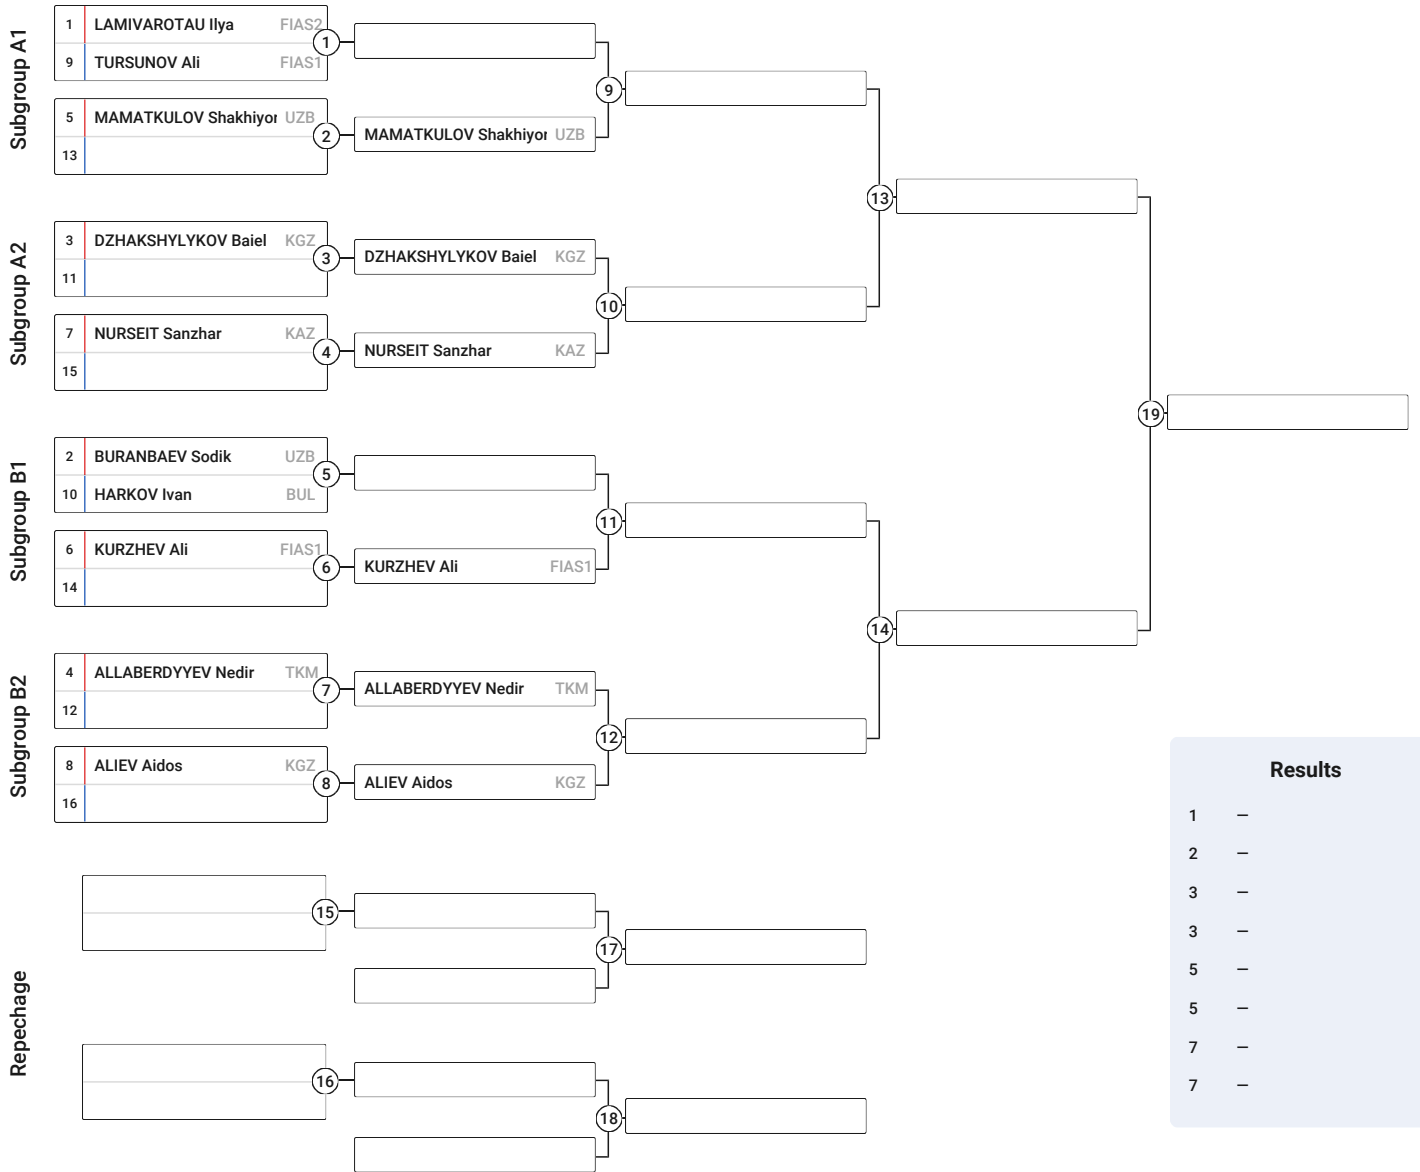 Subgroup A1
1 LAMIVAROTAU Ilya FIAS2
9 TURSUNOV Ali FIAS1
1
5 MAMATKULOV Shakhiyor UZB
13
2
MAMATKULOV Shakhiyor UZB
9
Subgroup A2
3 DZHAKSHYLYKOV Baiel KGZ
11
3
DZHAKSHYLYKOV Baiel KGZ
7 NURSEIT Sanzhar KAZ
15
4
NURSEIT Sanzhar KAZ
10
13
Subgroup B1
2 BURANBAEV Sodik UZB
10 HARKOV Ivan BUL
5
6 KURZHEV Ali FIAS1
14
6
KURZHEV Ali FIAS1
11
Subgroup B2
4 ALLABERDYYEV Nedir TKM
12
7
ALLABERDYYEV Nedir TKM
8 ALIEV Aidos KGZ
16
8
ALIEV Aidos KGZ
12
14
19
Repechage
15
17
16
18
Results
1 –
2 –
3 –
3 –
5 –
5 –
7 –
7 –